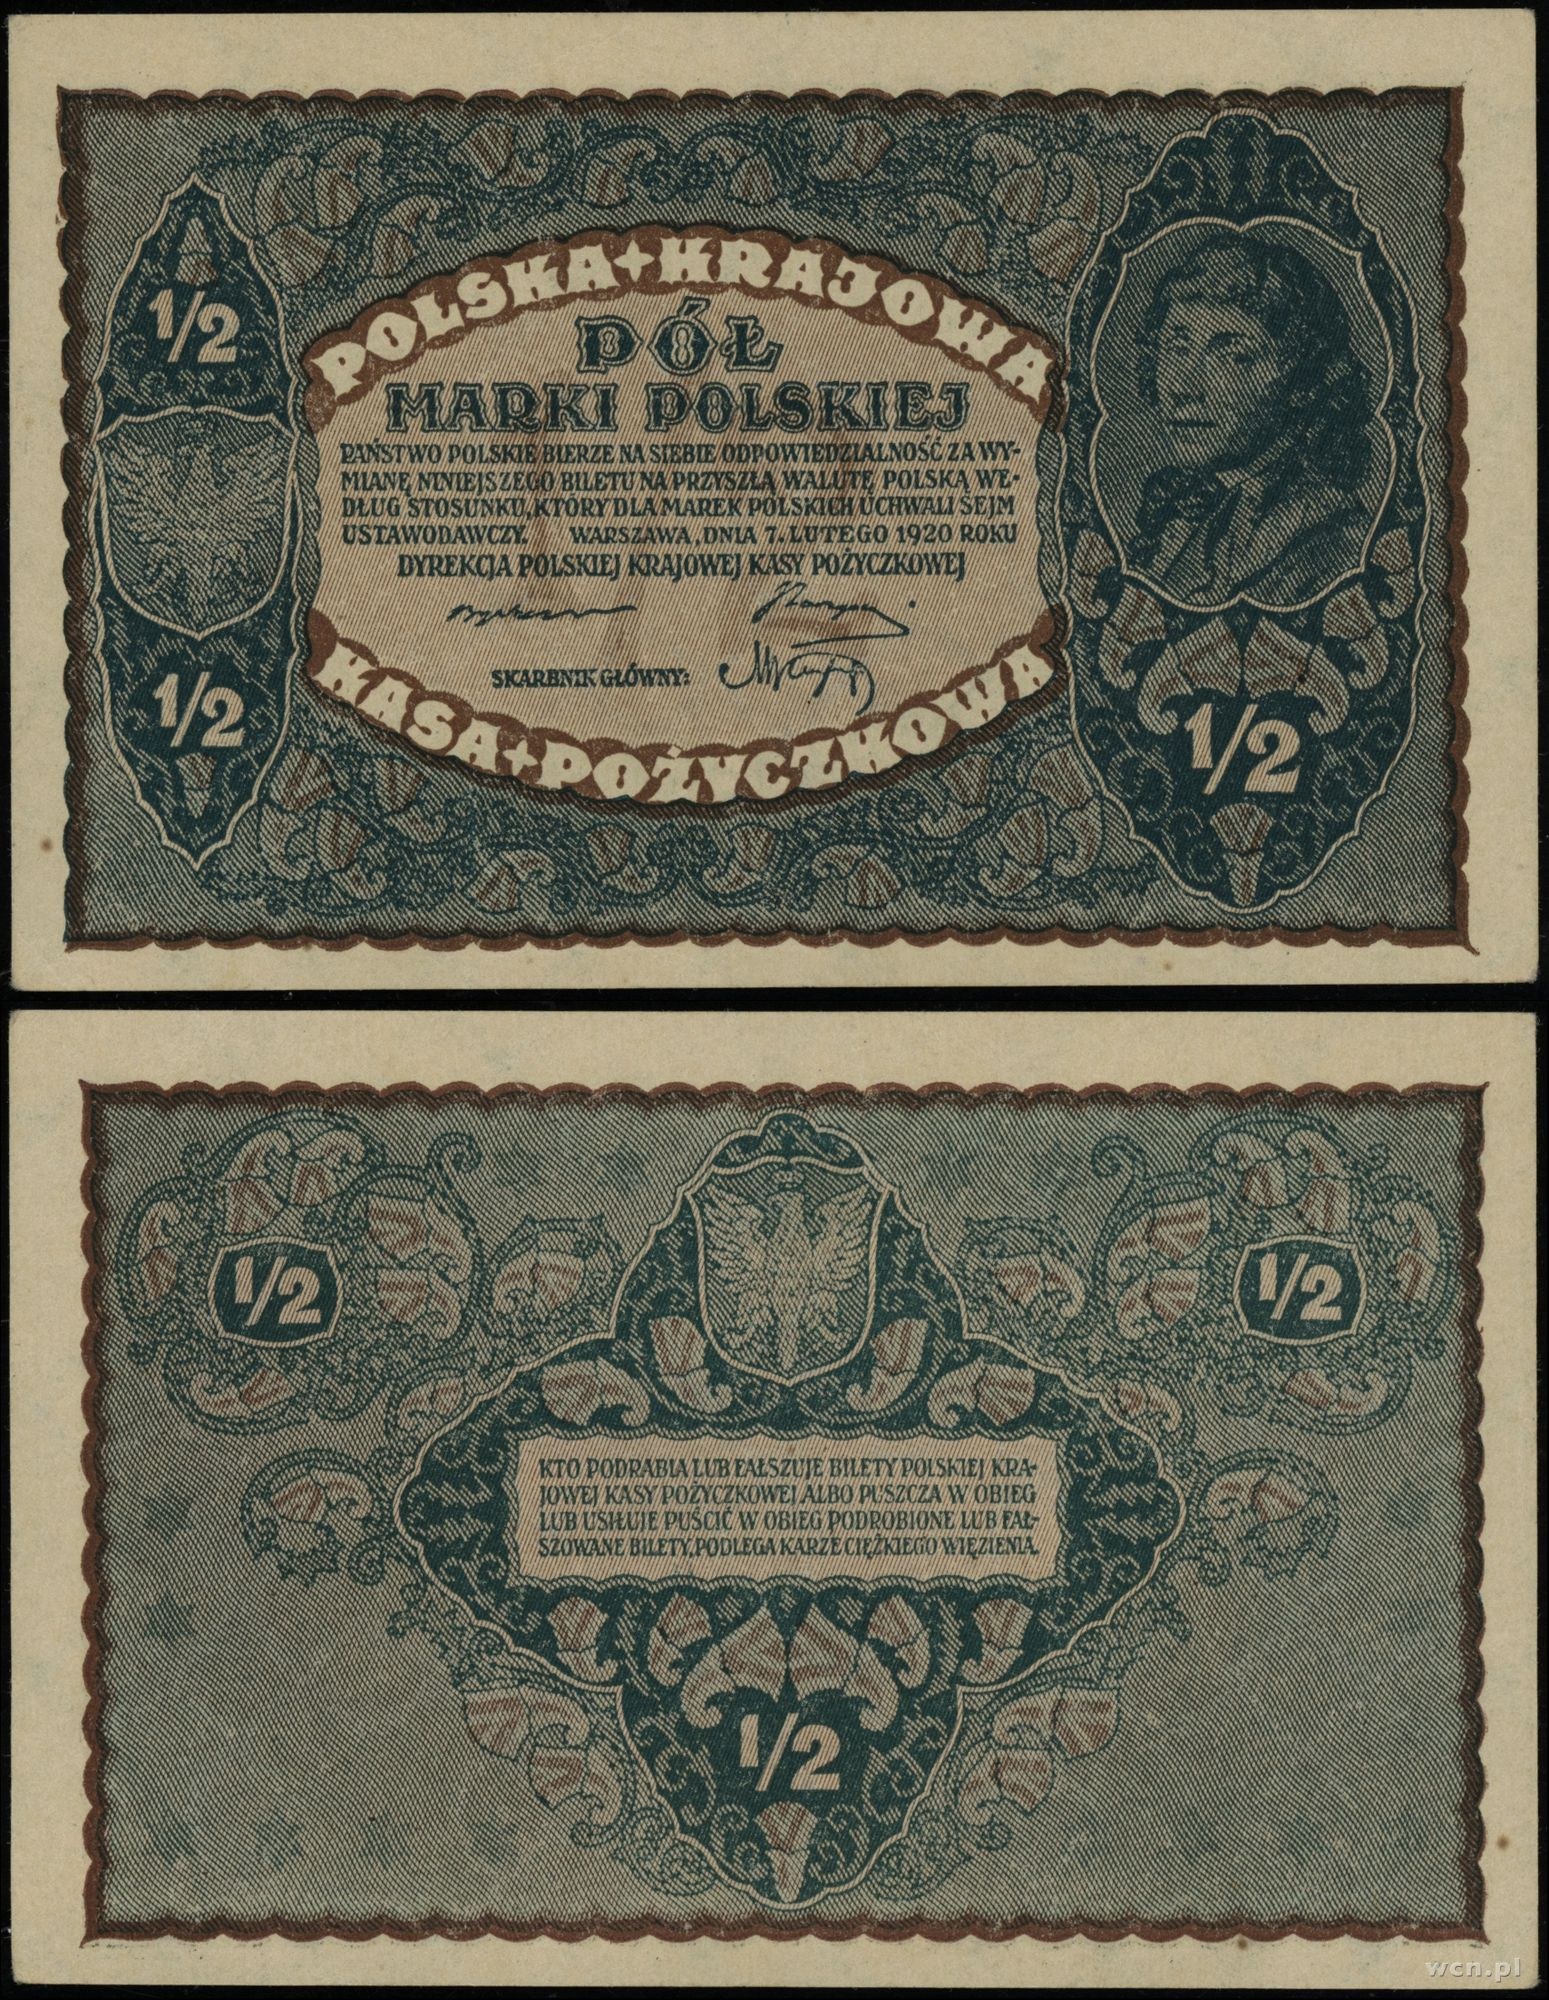 POLSKA + KRAJOWA
1/2
PÓŁ
MARKI POLSKIEJ
PAŃSTWO POLSKIE BIERZE NA SIEBIE ODPOWIEDZIALNOŚĆ ZA WY-
MIANĘ NINIEJSZEGO BILETU NA PRZYSZŁĄ WALUTĘ POLSKĄ WE-
DŁUG STOSUNKU, KTÓRY DLA MAREK POLSKICH UCHWALI SEJM
USTAWODAWCZY. WARSZAWA, DNIA 7. LUTEGO 1920 ROKU
DYREKCJA POLSKIEJ KRAJOWEJ KASY POŻYCZKOWEJ
SKARBNIK GŁÓWNY:
1/2
1/2
KASA + POŻYCZKOWA
1/2
1/2
KTO PODRABIA LUB FAŁSZUJE BILETY POLSKIEJ KRA-
JOWEJ KASY POŻYCZKOWEJ, ALBO PUSZCZA W OBIEG
LUB USIŁUJE PUŚCIĆ W OBIEG PODROBIONE LUB FAŁ-
SZOWANE BILETY, PODLEGA KARZE CIĘŻKIEGO WIĘZIENIA.
1/2
wcn.pl